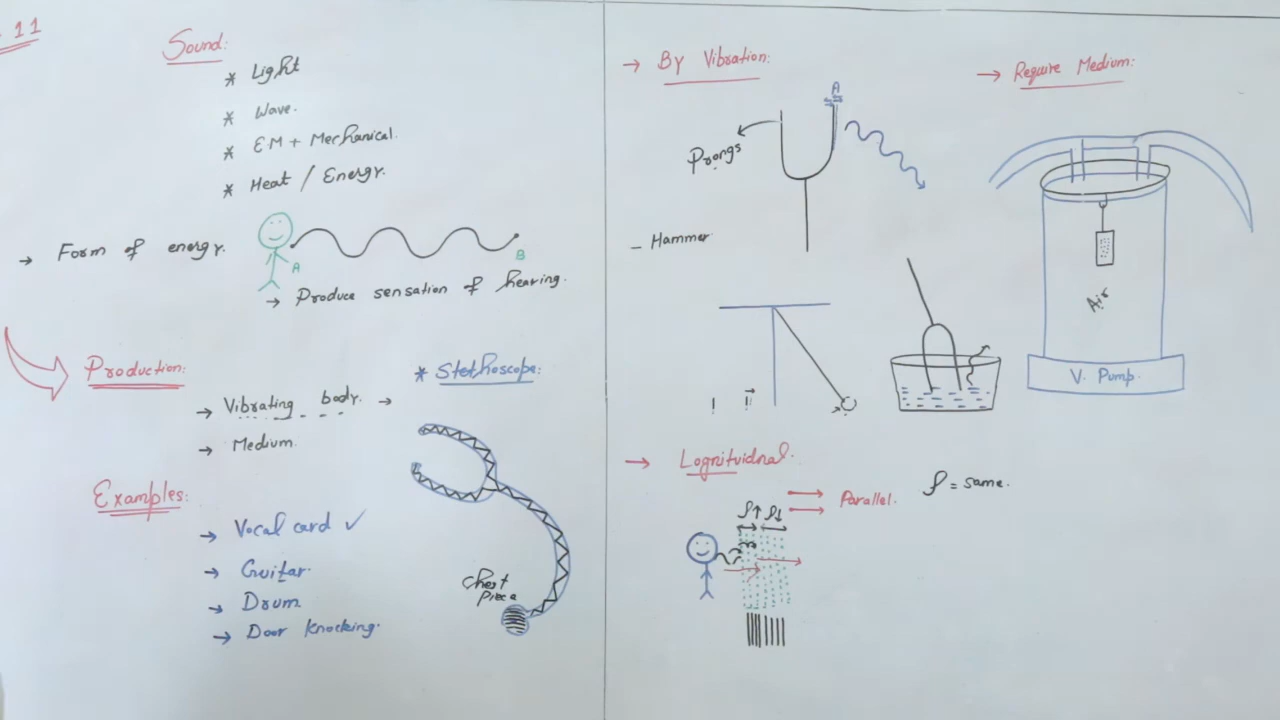 . 11
Sound:
* Light
* Wave.
* EM + Mechanical.
* Heat / Energy.
→ Form of energy.
A
B
→ Produce sensation of hearing.
Production:
→ Vibrating body. →
→ Medium.
Examples:
→ Vocal card ✓
→ Guitar.
→ Drum
→ Door knocking.
* Stethoscope:
Chest
piece
→ By Vibration:
A
Prongs
- Hammer
→ Require Medium:
Air
V. Pump.
→ Lognituidnal.
ρ↑ ρ↓
→ Parallel.
ρ = same.